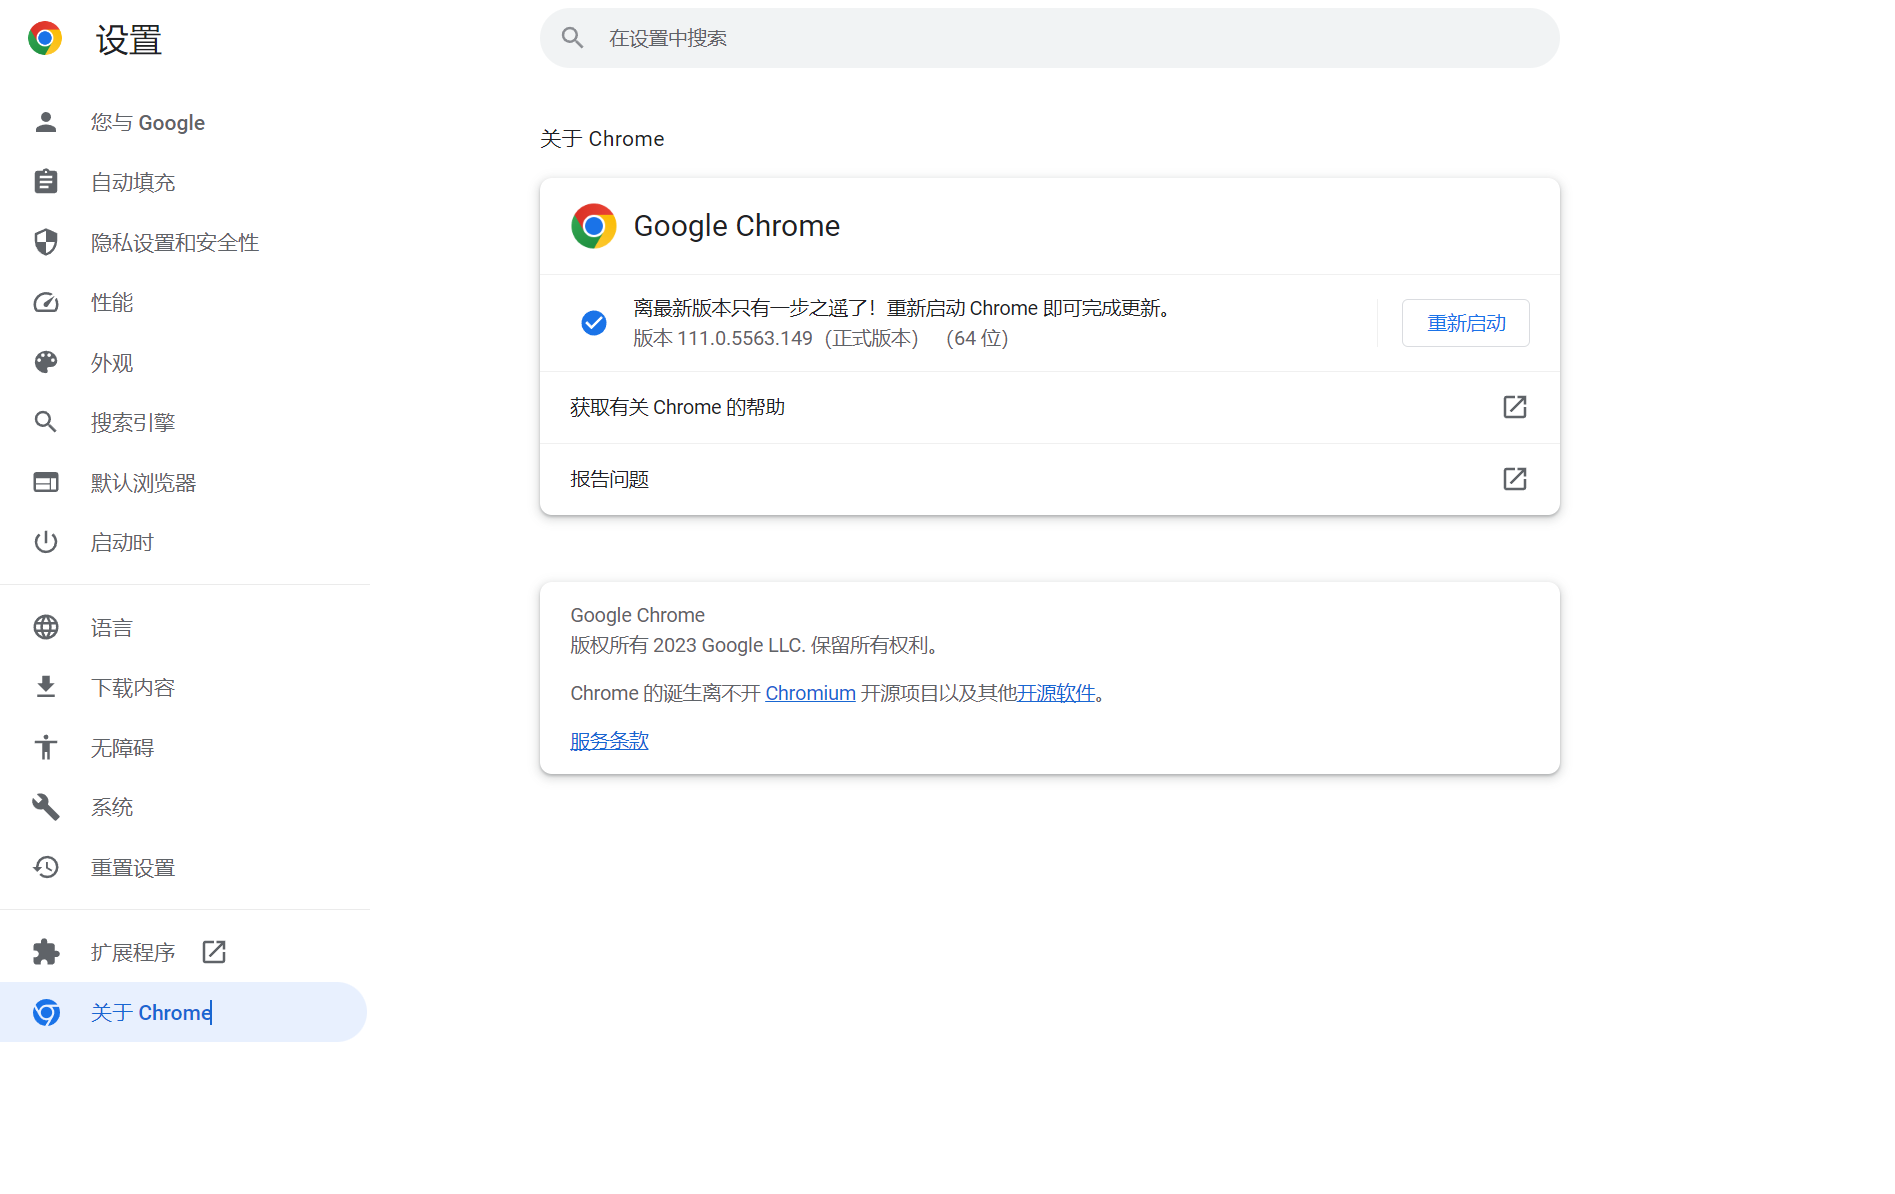 设置
在设置中搜索
您与 Google
自动填充
隐私设置和安全性
性能
外观
搜索引擎
默认浏览器
启动时
语言
下载内容
无障碍
系统
重置设置
扩展程序
关于 Chrome
关于 Chrome
Google Chrome
离最新版本只有一步之遥了！重新启动 Chrome 即可完成更新。
版本 111.0.5563.149（正式版本） （64 位）
重新启动
获取有关 Chrome 的帮助
报告问题
Google Chrome
版权所有 2023 Google LLC. 保留所有权利。
Chrome 的诞生离不开 Chromium 开源项目以及其他开源软件。
服务条款